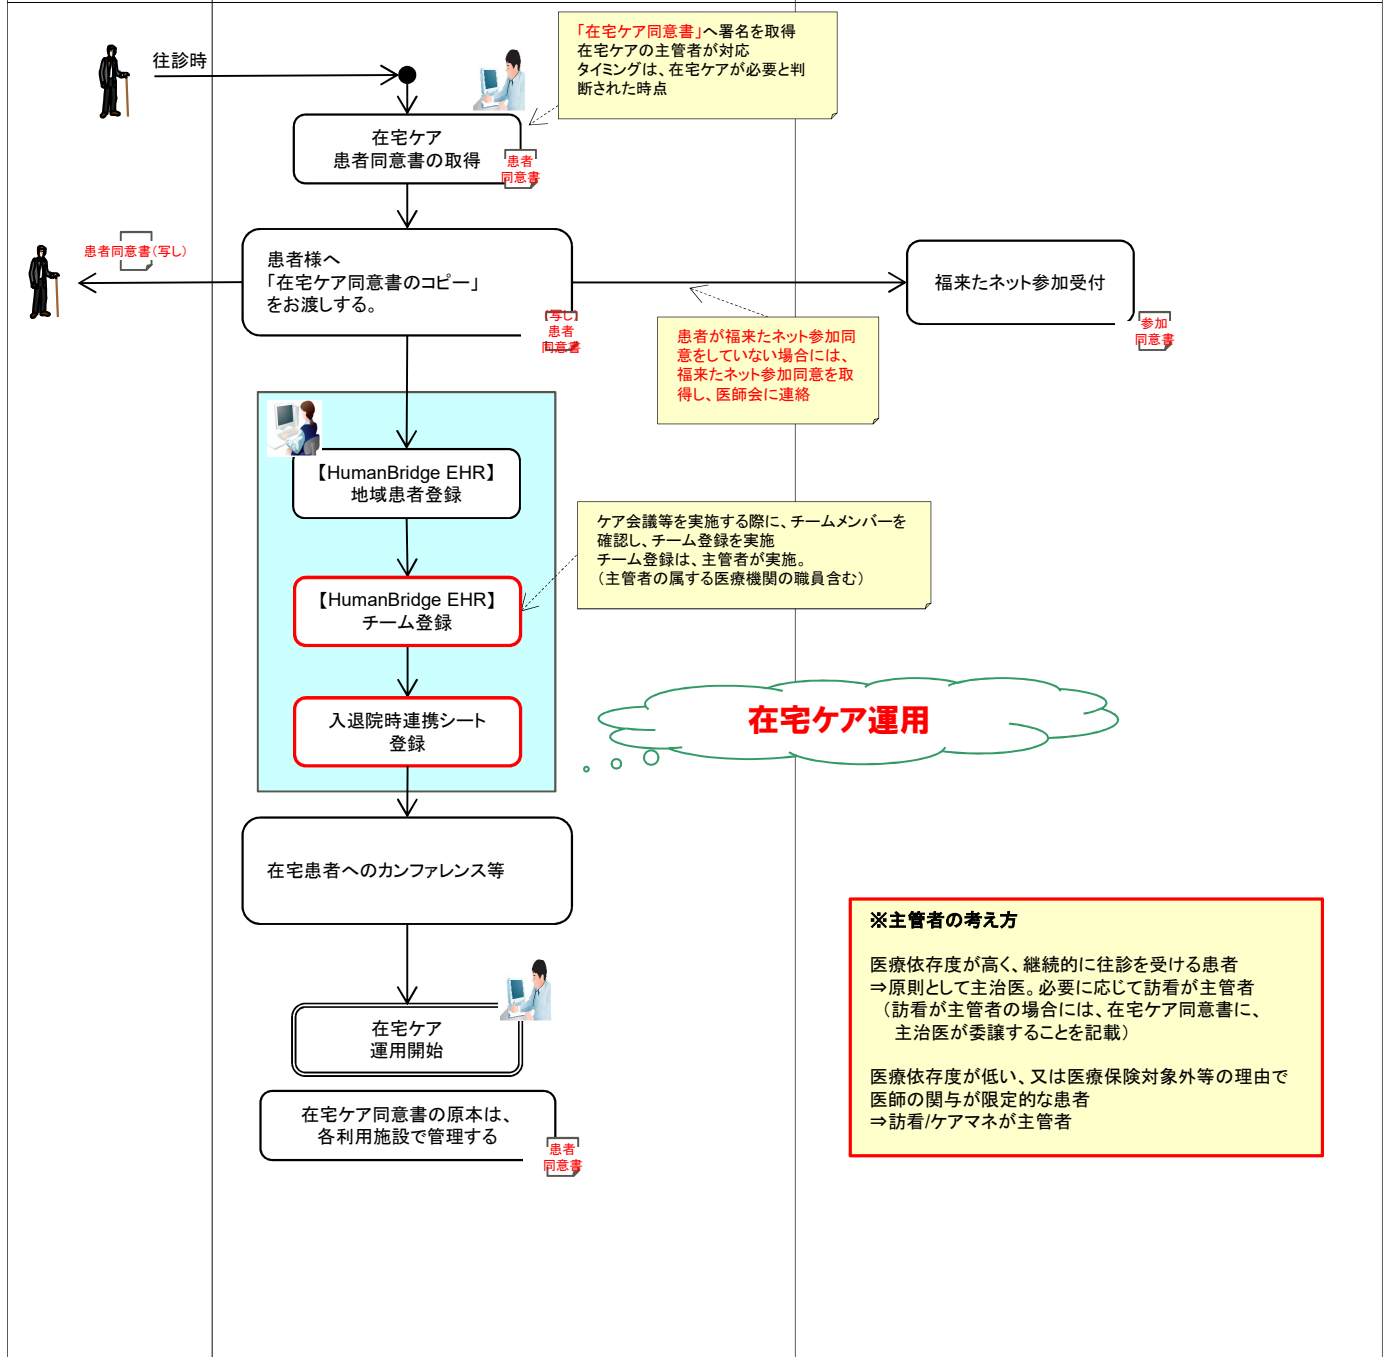 「在宅ケア同意書」へ署名を取得
在宅ケアの主管者が対応
タイミングは、在宅ケアが必要と判
断された時点
往診時
在宅ケア
患者同意書の取得
患者
同意書
患者同意書（写し）
患者様へ
「在宅ケア同意書のコピー」
をお渡しする。
（写し）
患者
同意書
福来たネット参加受付
参加
同意書
患者が福来たネット参加同
意をしていない場合には、
福来たネット参加同意を取
得し、医師会に連絡
【HumanBridge EHR】
地域患者登録
ケア会議等を実施する際に、チームメンバーを
確認し、チーム登録を実施
チーム登録は、主管者が実施。
（主管者の属する医療機関の職員含む）
【HumanBridge EHR】
チーム登録
入退院時連携シート
登録
在宅ケア運用
在宅患者へのカンファレンス等
※主管者の考え方
医療依存度が高く、継続的に往診を受ける患者
⇒原則として主治医。必要に応じて訪看が主管者
（訪看が主管者の場合には、在宅ケア同意書に、
主治医が委譲することを記載）
医療依存度が低い、又は医療保険対象外等の理由で
医師の関与が限定的な患者
⇒訪看/ケアマネが主管者
在宅ケア
運用開始
在宅ケア同意書の原本は、
各利用施設で管理する
患者
同意書